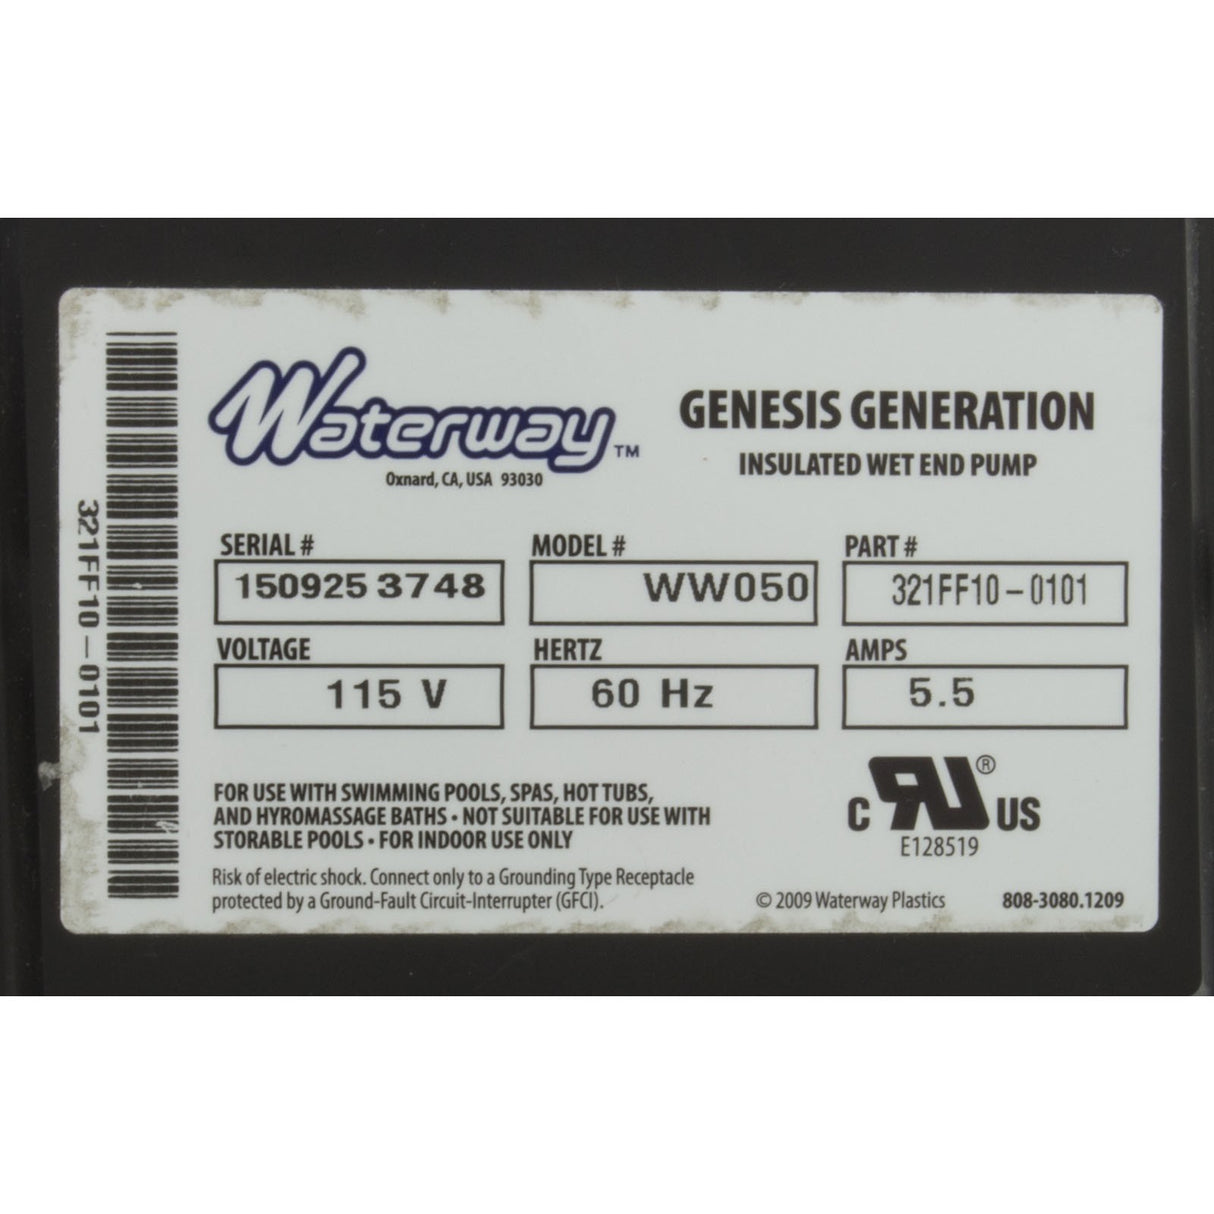 321FF10-0101
Waterway™
Oxnard, CA, USA 93030
GENESIS GENERATION
INSULATED WET END PUMP
SERIAL # MODEL # PART #
150925 3748 WW050 321FF10-0101
VOLTAGE HERTZ AMPS
115 V 60 Hz 5.5
FOR USE WITH SWIMMING POOLS, SPAS, HOT TUBS,
AND HYROMASSAGE BATHS • NOT SUITABLE FOR USE WITH
STORABLE POOLS • FOR INDOOR USE ONLY
Risk of electric shock. Connect only to a Grounding Type Receptacle
protected by a Ground-Fault Circuit-Interrupter (GFCI).
C RU® US
E128519
© 2009 Waterway Plastics 808-3080.1209